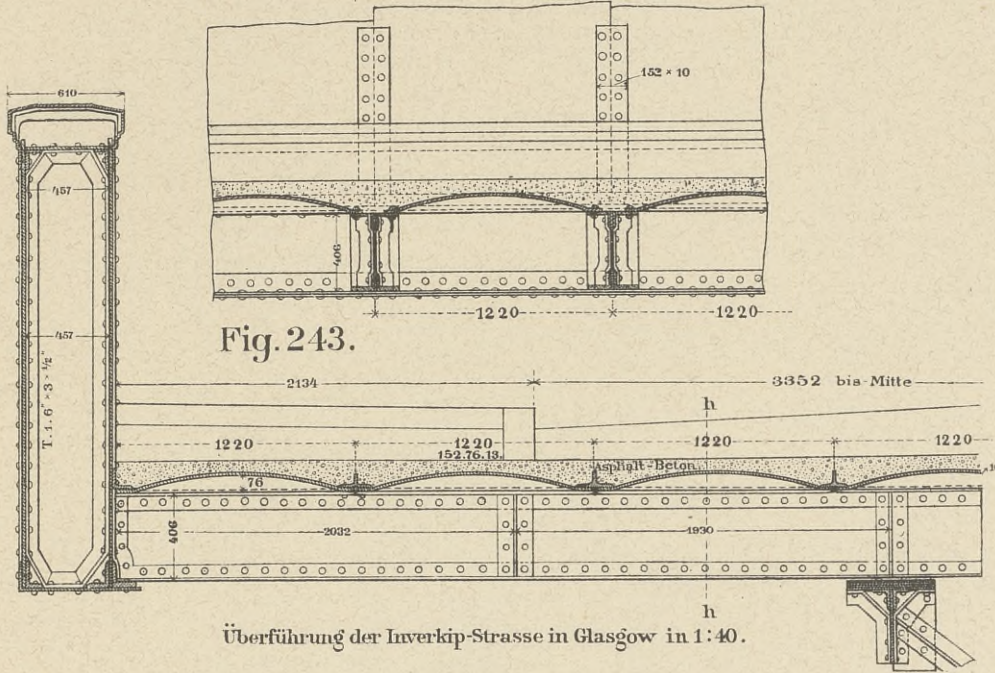 610
152 × 10
457
406
1220 1220
Fig. 243.
457
T. 1. 6" × 3 × ½"
2134 3352 bis-Mitte
h
1220 1220 1220 1220
152.76.13.
Asphalt-Beton
76
406
2032 1930
h
Überführung der Inverkip-Strasse in Glasgow in 1:40.